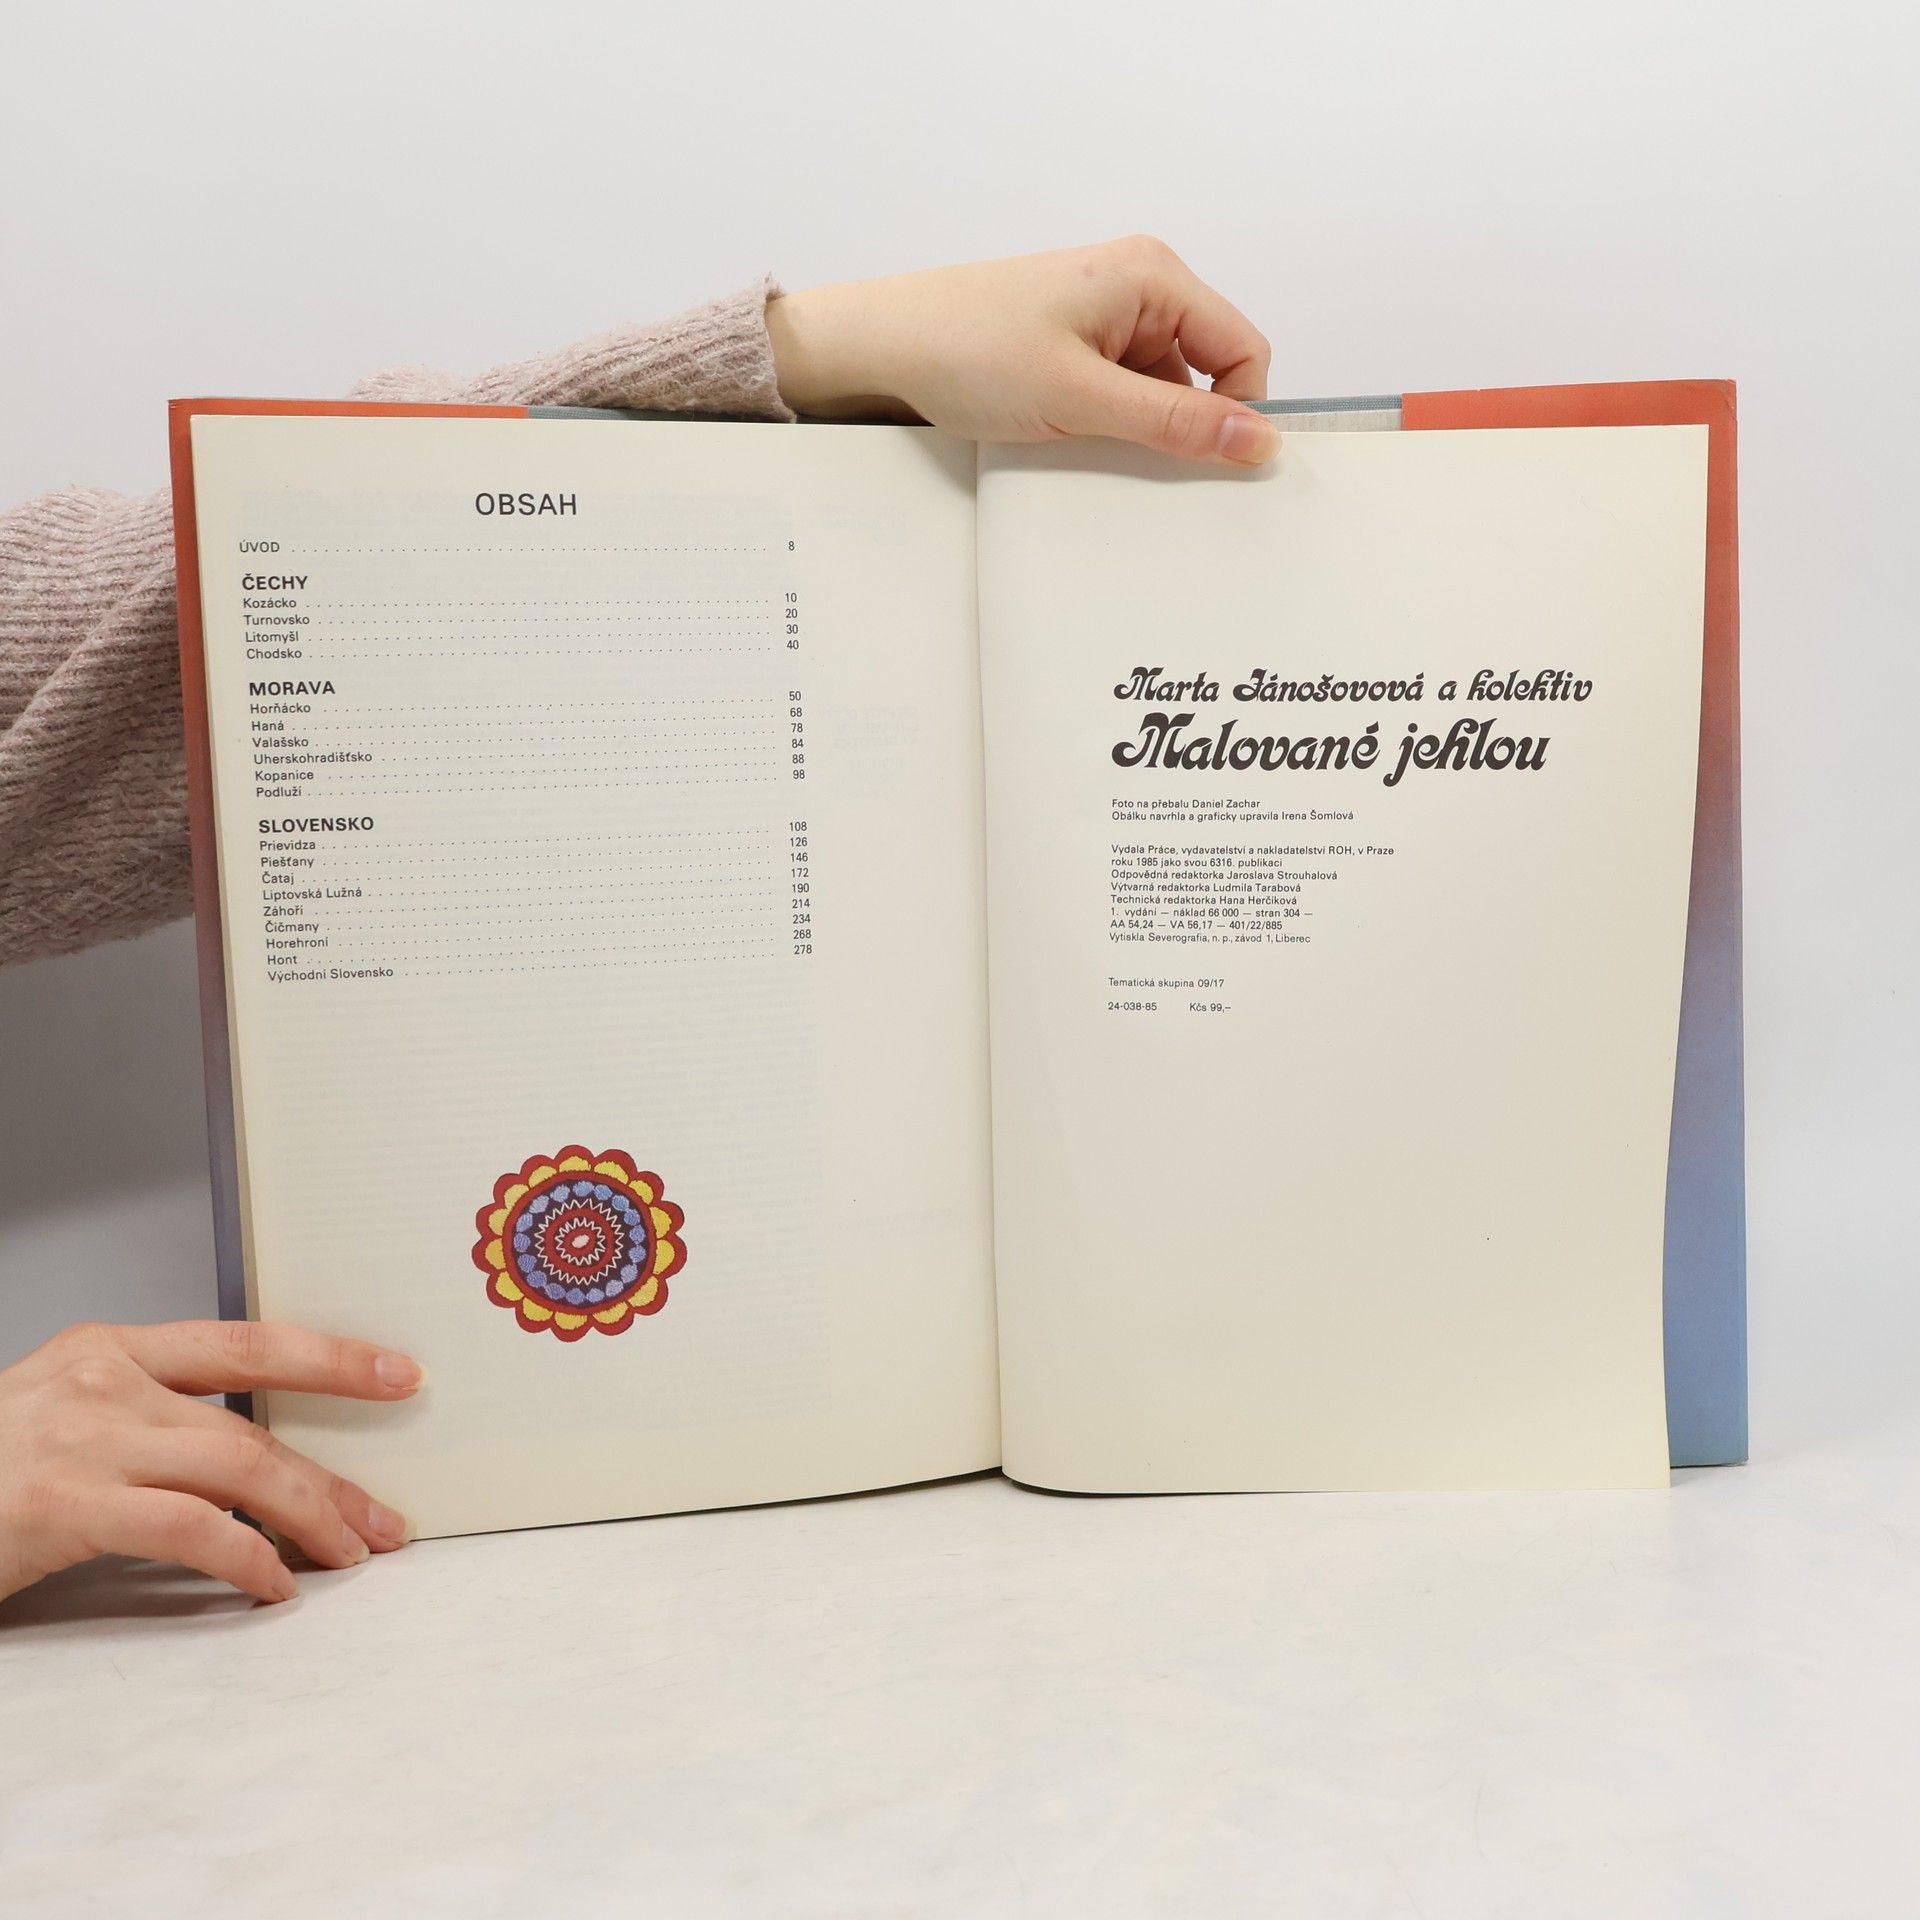 OBSAH
ÚVOD . . . . . 8
ČECHY
Kozácko . . . . . 10
Turnovsko . . . . . 20
Litomyšl . . . . . 30
Chodsko . . . . . 40
MORAVA
Horňácko . . . . . 50
Haná . . . . . 68
Valašsko . . . . . 78
Uherskohradišťsko . . . . . 84
Kopanice . . . . . 88
Podluží . . . . . 98
SLOVENSKO
Prievidza . . . . . 108
Piešťany . . . . . 126
Čataj . . . . . 146
Liptovská Lužná . . . . . 172
Záhoří . . . . . 190
Čičmany . . . . . 214
Horehroní . . . . . 234
Hont . . . . . 268
Východní Slovensko . . . . . 278
Marta Jánošovová a kolektiv
Malované jehlou
Foto na přebalu Daniel Zachar
Obálku navrhla a graficky upravila Irena Šomlová
Vydala Práce, vydavatelství a nakladatelství ROH, v Praze
roku 1985 jako svou 6316. publikaci
Odpovědná redaktorka Jaroslava Strouhalová
Výtvarná redaktorka Ludmila Tarabová
Technická redaktorka Hana Herčíková
1. vydání — náklad 66 000 — stran 304 —
AA 54,24 — VA 56,17 — 401/22/885
Vytiskla Severografia, n. p., závod 1, Liberec
Tematická skupina 09/17
24-038-85 Kčs 99,–